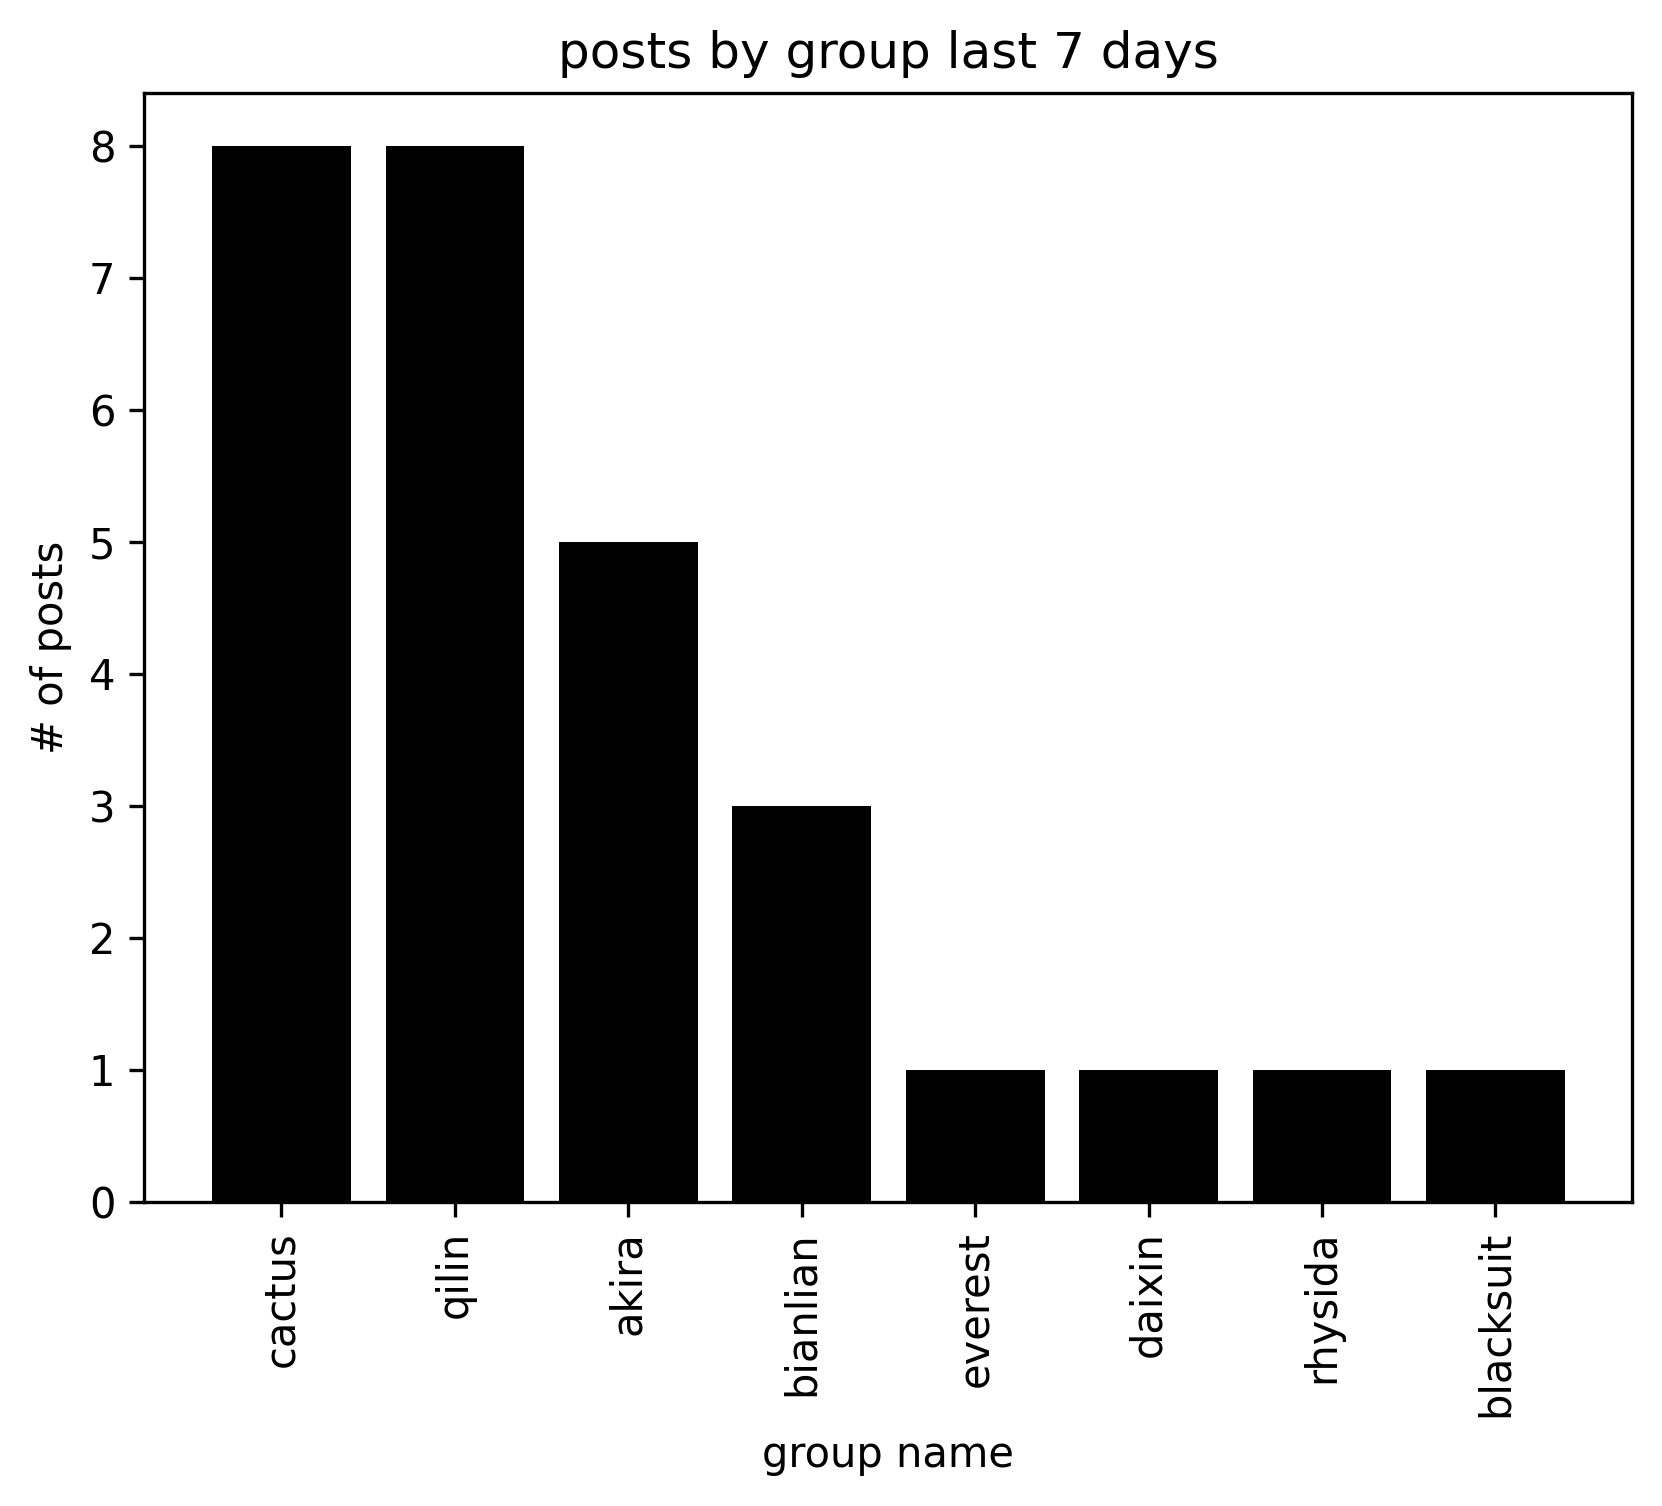 posts by group last 7 days
# of posts
8
7
6
5
4
3
2
1
0
cactus
qilin
akira
bianlian
everest
daixin
rhysida
blacksuit
group name